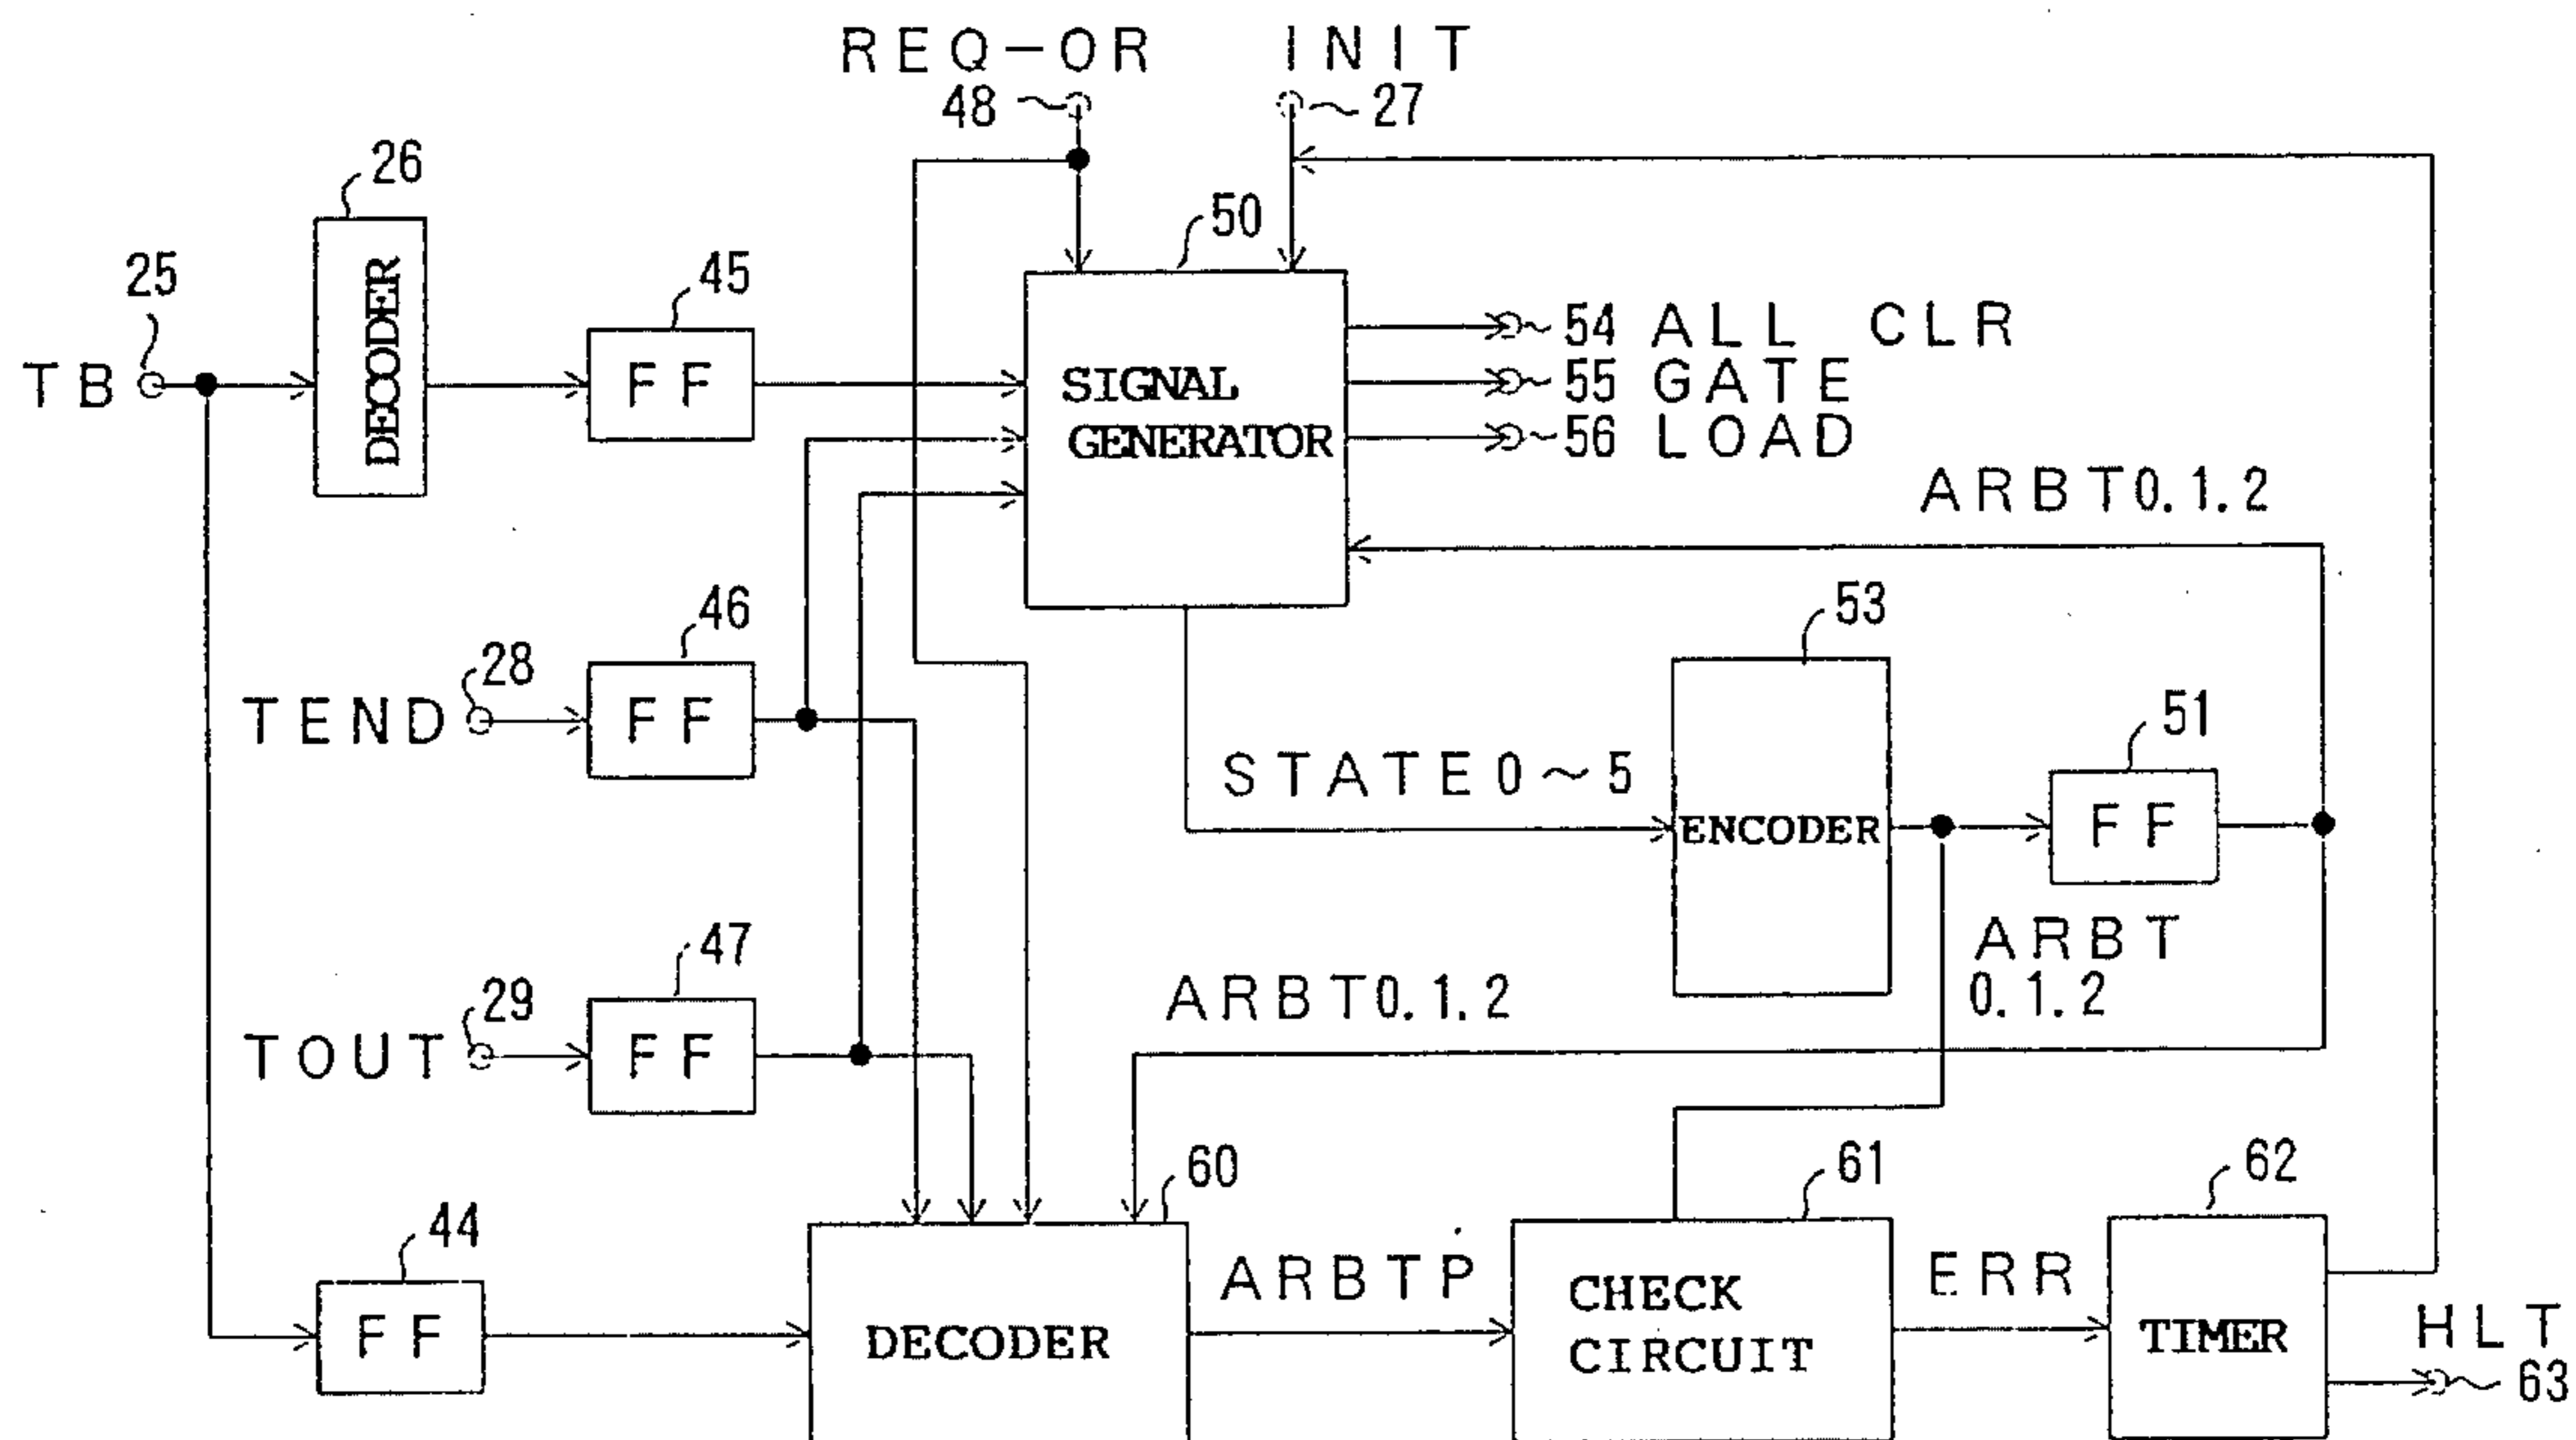 REQ-OR INIT
48 27
26
50
25
45
DECODER
54 ALL CLR
TB
FF
SIGNAL
55 GATE
GENERATOR
56 LOAD
ARBT0.1.2
46
53
28
51
TEND
FF
STATE0~5
ENCODER
FF
47
ARBT
0.1.2
29
ARBT0.1.2
TOUT
FF
60
61
62
44
ARBTP
CHECK
CIRCUIT
ERR
HLT
FF
DECODER
TIMER
63